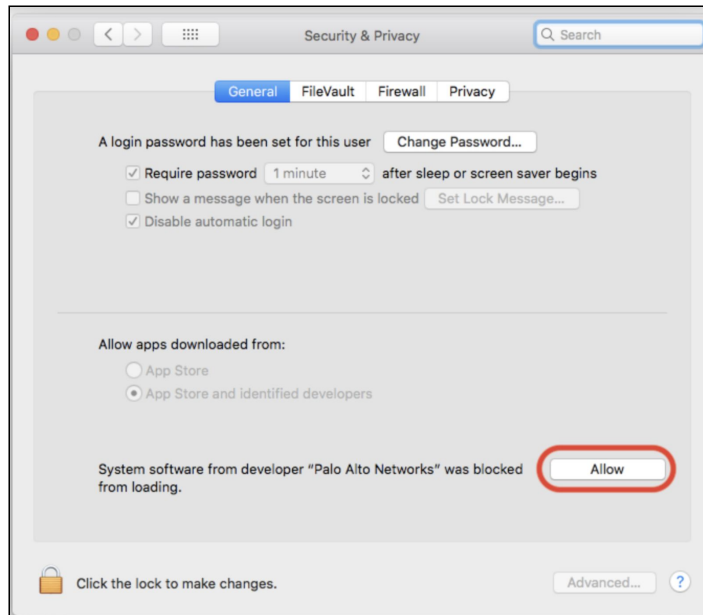 Security & Privacy
Search
General FileVault Firewall Privacy
A login password has been set for this user Change Password...
Require password 1 minute after sleep or screen saver begins
Show a message when the screen is locked Set Lock Message...
Disable automatic login
Allow apps downloaded from:
App Store
App Store and identified developers
System software from developer “Palo Alto Networks” was blocked Allow
from loading.
Click the lock to make changes. Advanced... ?